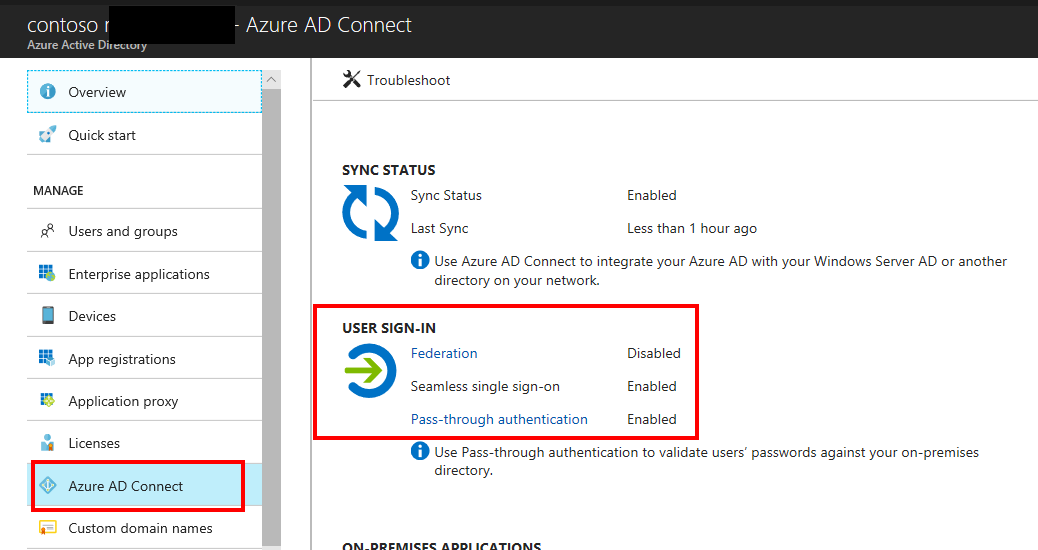 contoso - Azure AD Connect
Azure Active Directory
Overview
Quick start
MANAGE
Users and groups
Enterprise applications
Devices
App registrations
Application proxy
Licenses
Azure AD Connect
Custom domain names
Troubleshoot
SYNC STATUS
Sync Status Enabled
Last Sync Less than 1 hour ago
Use Azure AD Connect to integrate your Azure AD with your Windows Server AD or another
directory on your network.
USER SIGN-IN
Federation Disabled
Seamless single sign-on Enabled
Pass-through authentication Enabled
Use Pass-through authentication to validate users' passwords against your on-premises
directory.
ON-PREMISES APPLICATIONS